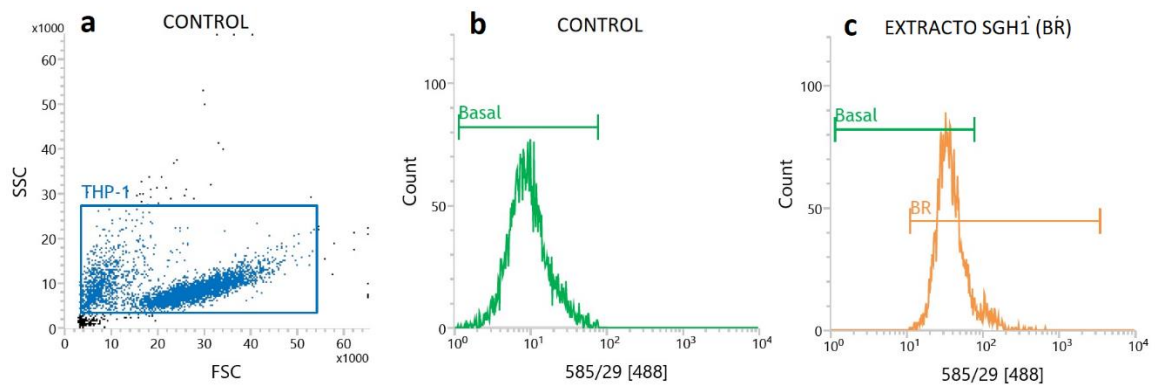 a
CONTROL
x1000
60
50
40
30
20
10
0
SSC
THP-1
0
10
20
30
40
50
60
x1000
FSC
b
CONTROL
100
50
0
Count
Basal
10⁰
10¹
10²
10³
10⁴
585/29 [488]
c
EXTRACTO SGH1 (BR)
100
50
0
Count
Basal
BR
10⁰
10¹
10²
10³
10⁴
585/29 [488]